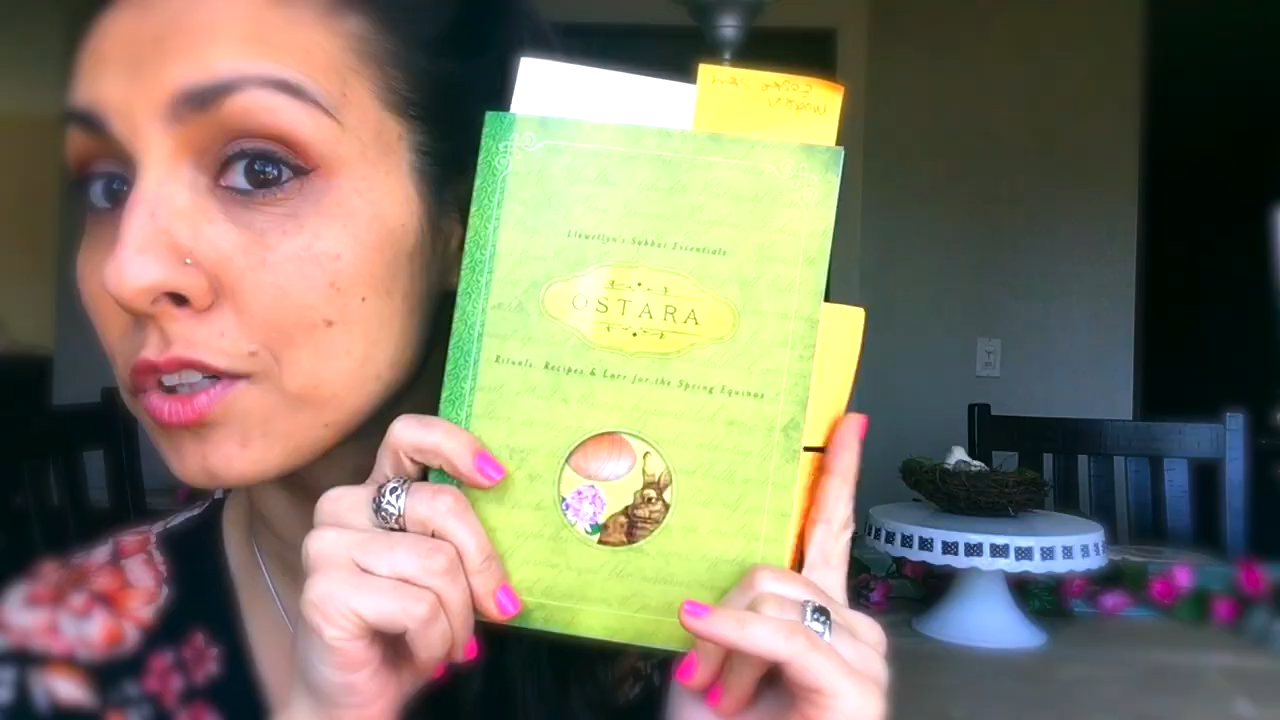 Llewellyn's Sabbat Essentials
OSTARA
Rituals, Recipes & Lore for the Spring Equinox